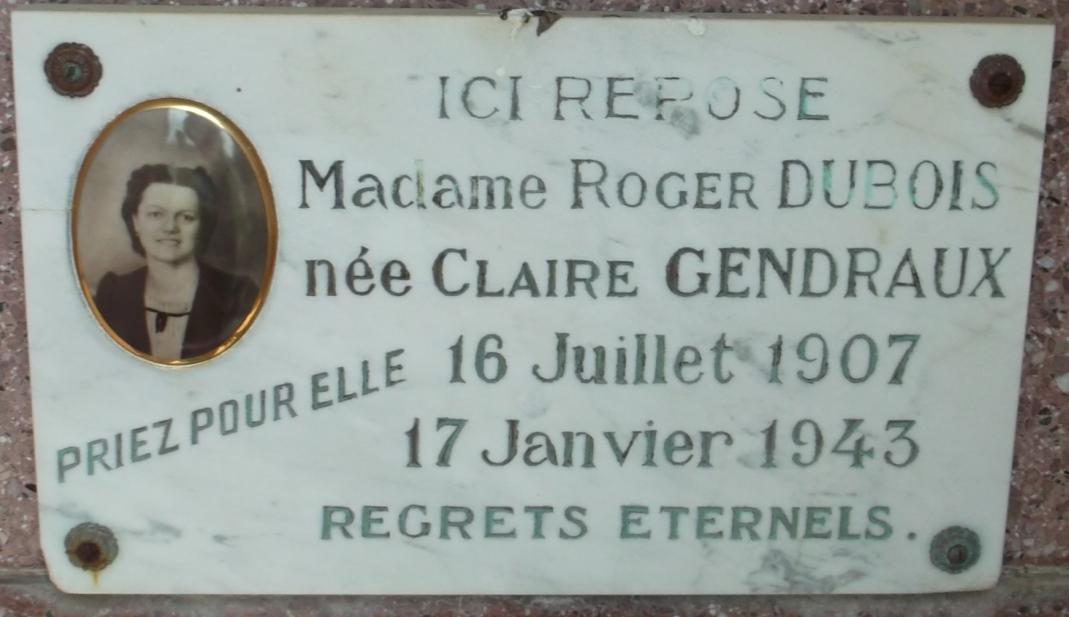 ICI REPOSE
Madame ROGER DUBOIS
née CLAIRE GENDRAUX
16 Juillet 1907
17 Janvier 1943
PRIEZ POUR ELLE
REGRETS ETERNELS.